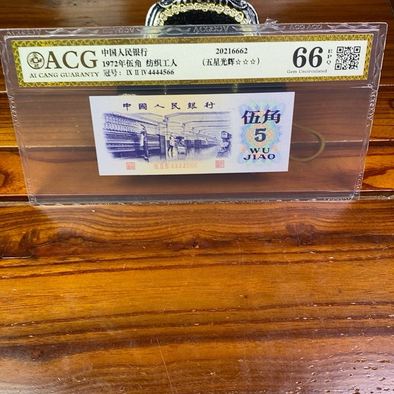 ACG
AI CANG GUARANTY
中国人民银行
1972年伍角 纺织工人
冠号: IX II IV 4444566
20216662
(五星光辉☆☆☆)
66 EPQ
Gem Uncirculated
中國人民銀行
伍角
5
WU
JIAO